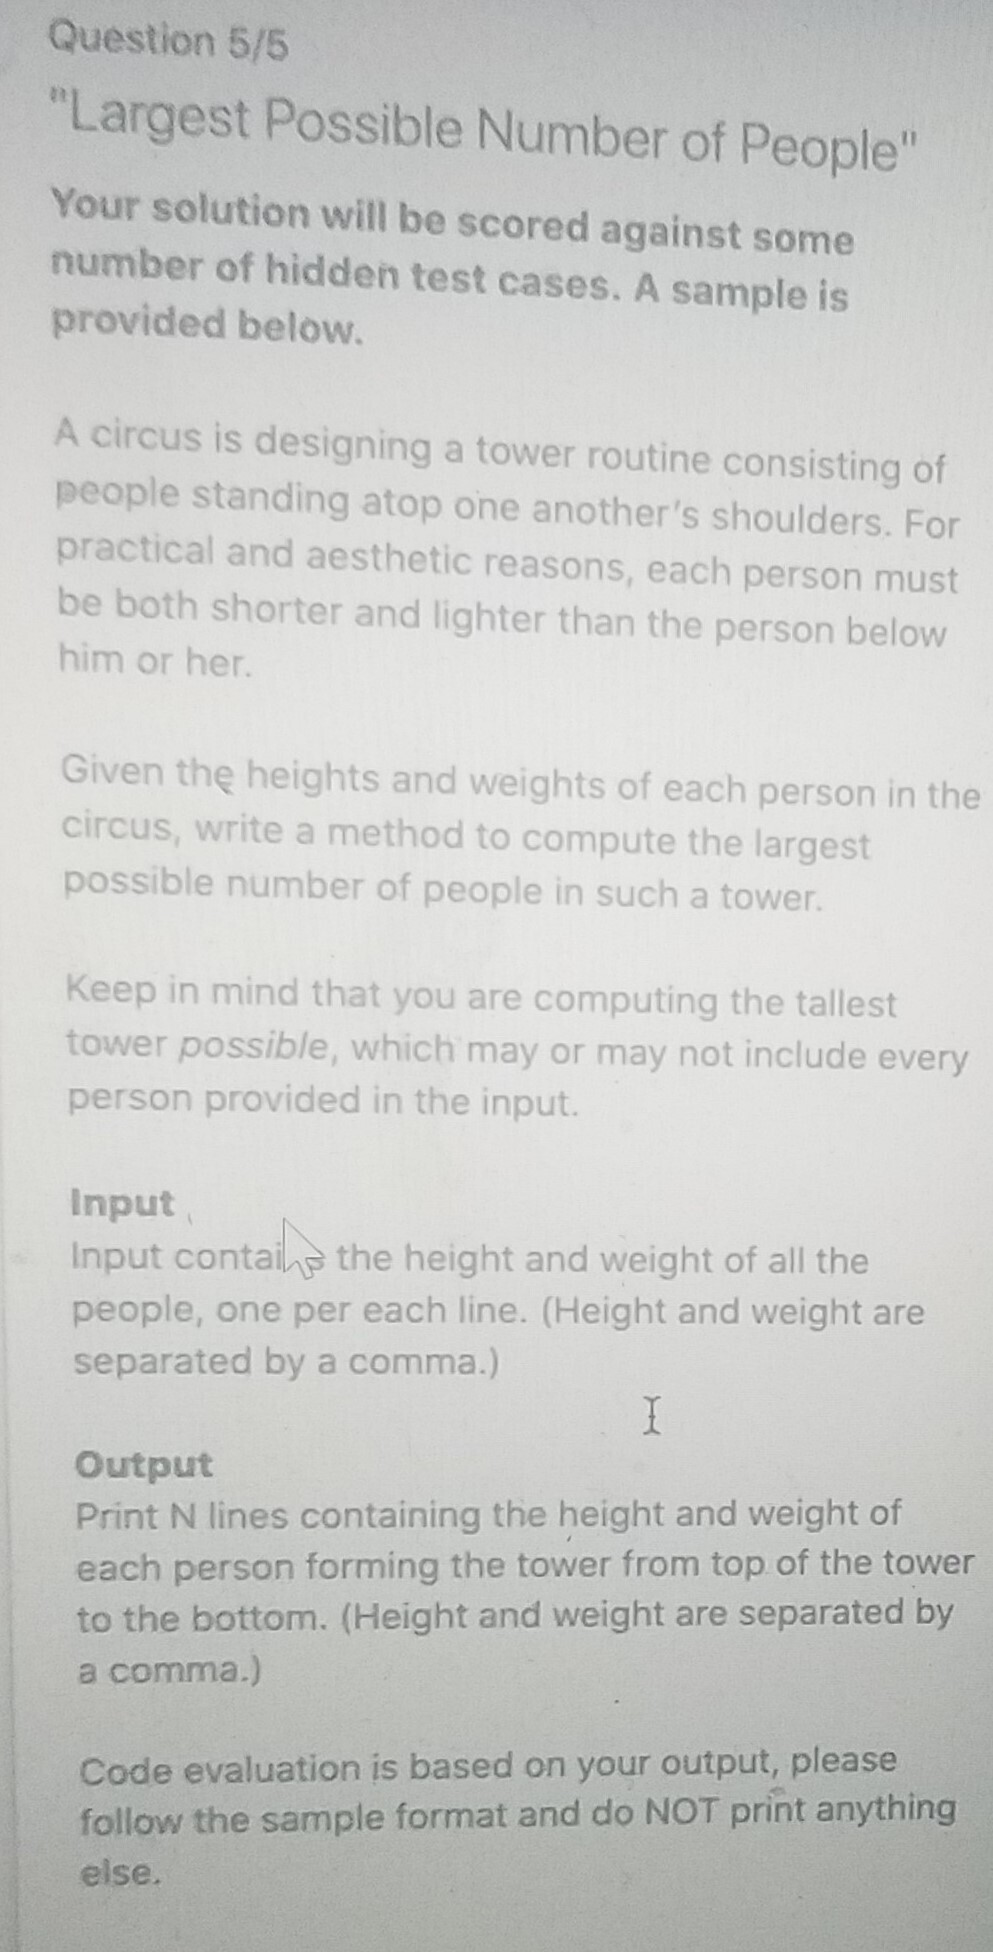 Question 5/5
"Largest Possible Number of People"
Your solution will be scored against some
number of hidden test cases. A sample is
provided below.
A circus is designing a tower routine consisting of
people standing atop one another's shoulders. For
practical and aesthetic reasons, each person must
be both shorter and lighter than the person below
him or her.
Given the heights and weights of each person in the
circus, write a method to compute the largest
possible number of people in such a tower.
Keep in mind that you are computing the tallest
tower possible, which may or may not include every
person provided in the input.
Input
Input contains the height and weight of all the
people, one per each line. (Height and weight are
separated by a comma.)
Output
Print N lines containing the height and weight of
each person forming the tower from top of the tower
to the bottom. (Height and weight are separated by
a comma.)
Code evaluation is based on your output, please
follow the sample format and do NOT print anything
else.